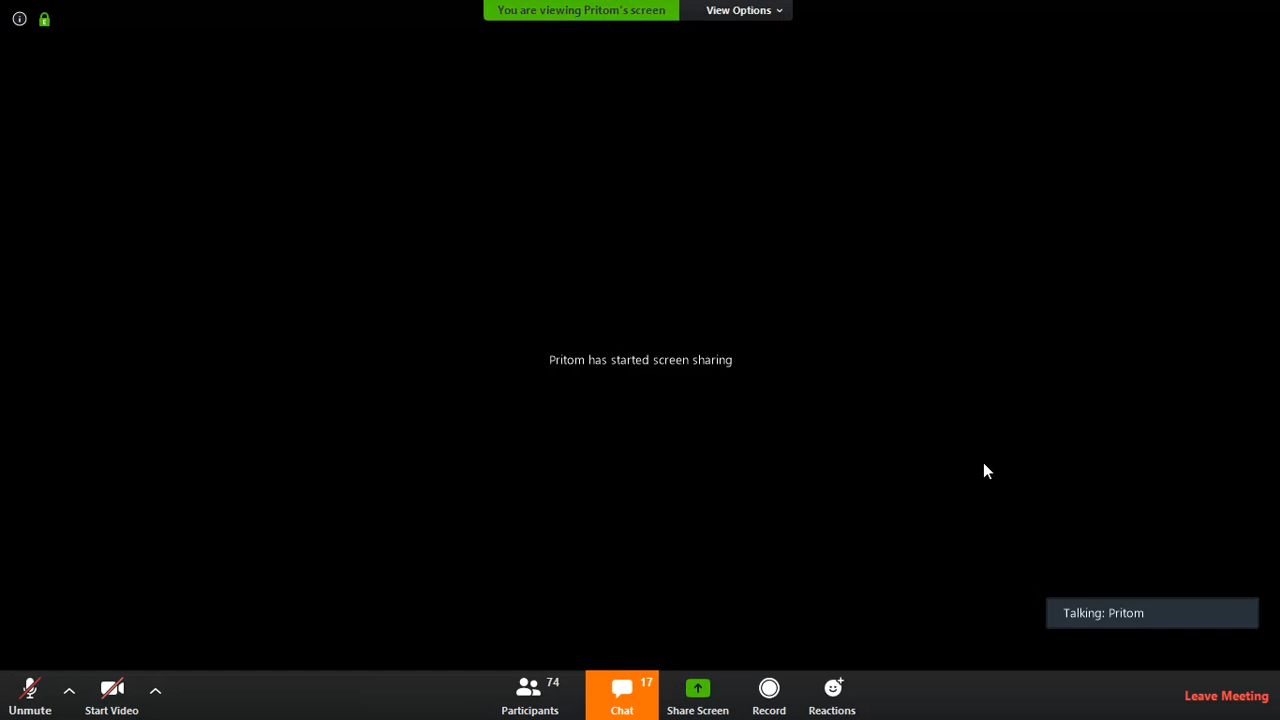 You are viewing Pritom's screen
View Options
Pritom has started screen sharing
Talking: Pritom
Unmute
Start Video
74
Participants
17
Chat
Share Screen
Record
Reactions
Leave Meeting